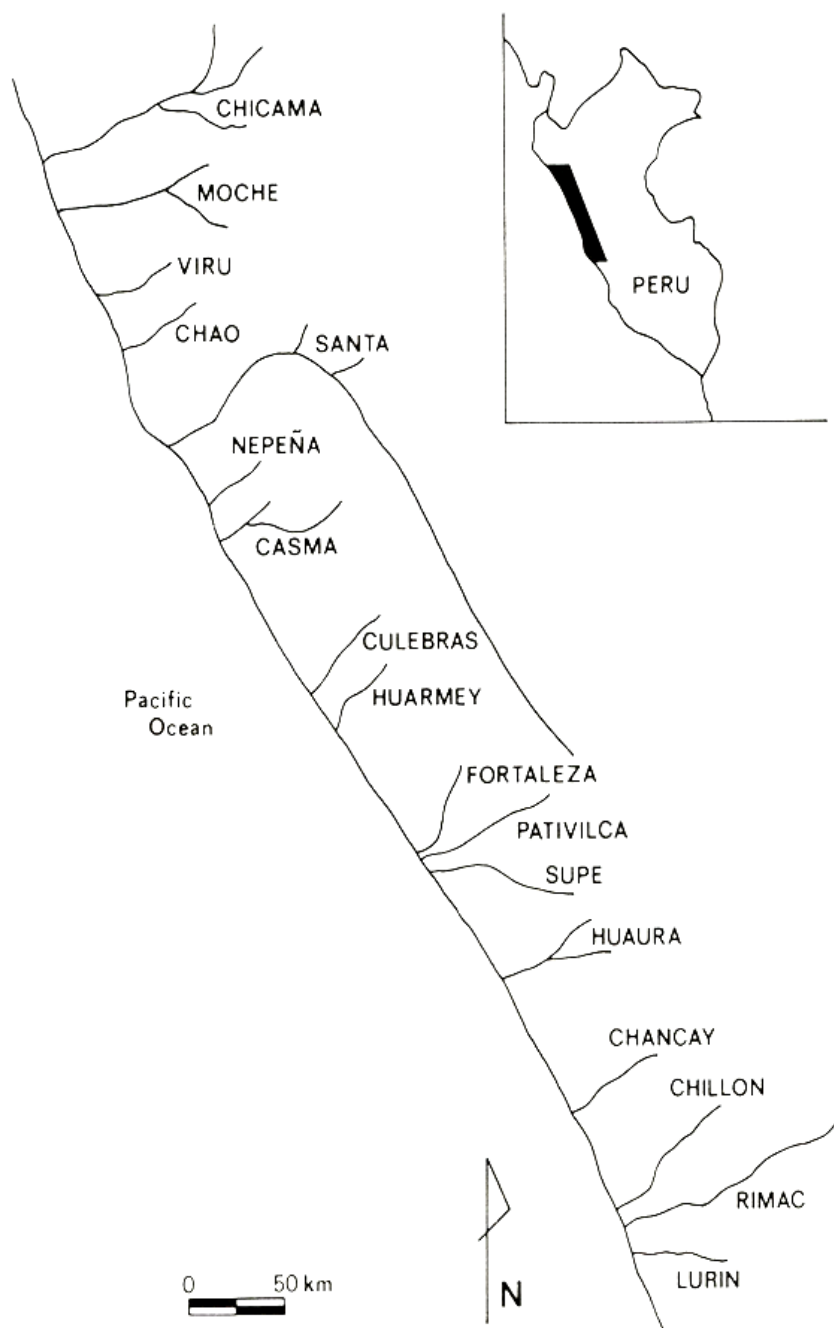 CHICAMA
MOCHE
VIRU
CHAO
SANTA
NEPEÑA
CASMA
CULEBRAS
HUARMEY
Pacific
Ocean
FORTALEZA
PATIVILCA
SUPE
HUAURA
CHANCAY
CHILLON
RIMAC
LURIN
0 50 km
N
PERU